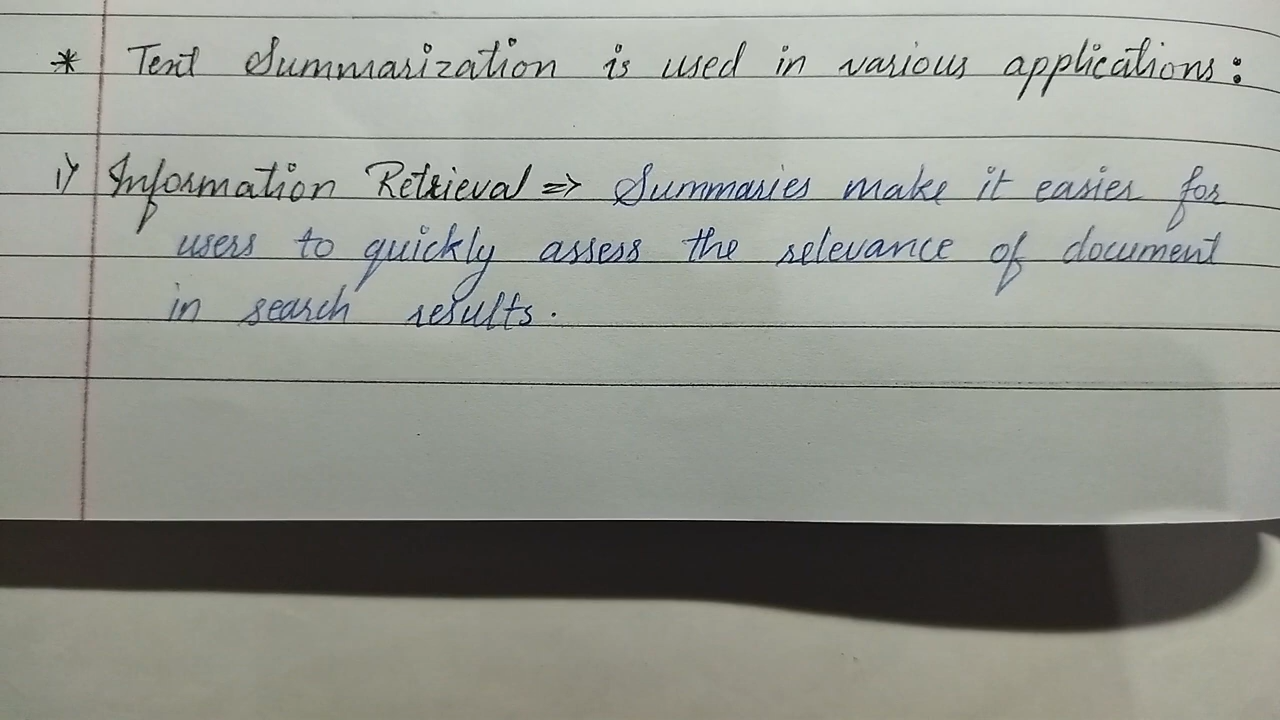 * Text Summarization is used in various applications:
1) Information Retrieval => Summaries make it easier for
users to quickly assess the relevance of document
in search results.